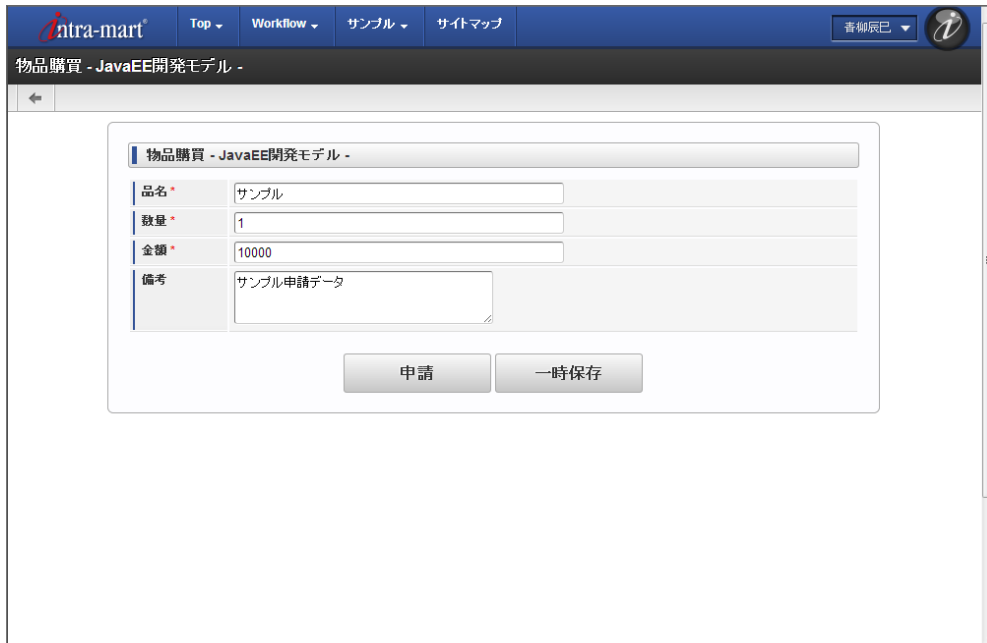 intra-mart Top Workflow サンプル サイトマップ 青柳辰巳
物品購買 - JavaEE開発モデル -
物品購買 - JavaEE開発モデル -
品名* サンプル
数量* 1
金額* 10000
備考 サンプル申請データ
申請 一時保存